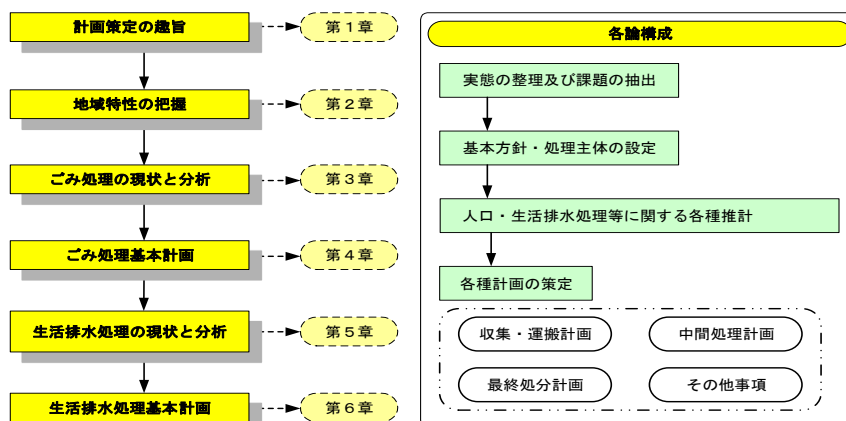 計画策定の趣旨
第１章
地域特性の把握
第２章
ごみ処理の現状と分析
第３章
ごみ処理基本計画
第４章
生活排水処理の現状と分析
第５章
生活排水処理基本計画
第６章
各論構成
実態の整理及び課題の抽出
基本方針・処理主体の設定
人口・生活排水処理等に関する各種推計
各種計画の策定
収集・運搬計画
中間処理計画
最終処分計画
その他事項